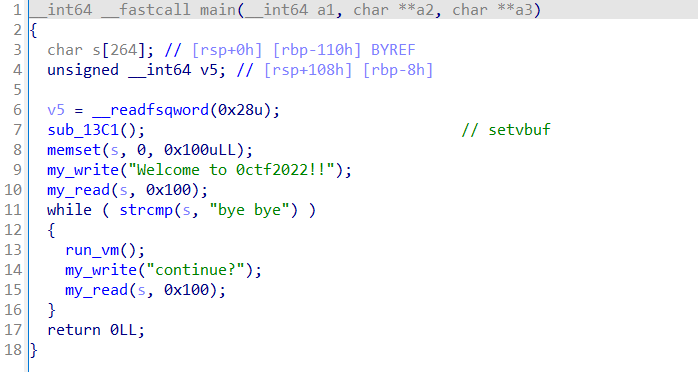 1 __int64 __fastcall main(__int64 a1, char **a2, char **a3)
2 {
3   char s[264]; // [rsp+0h] [rbp-110h] BYREF
4   unsigned __int64 v5; // [rsp+108h] [rbp-8h]
5
6   v5 = __readfsqword(0x28u);
7   sub_13C1();                                // setvbuf
8   memset(s, 0, 0x100uLL);
9   my_write("Welcome to 0ctf2022!!");
10   my_read(s, 0x100);
11   while ( strcmp(s, "bye bye") )
12   {
13     run_vm();
14     my_write("continue?");
15     my_read(s, 0x100);
16   }
17   return 0LL;
18 }